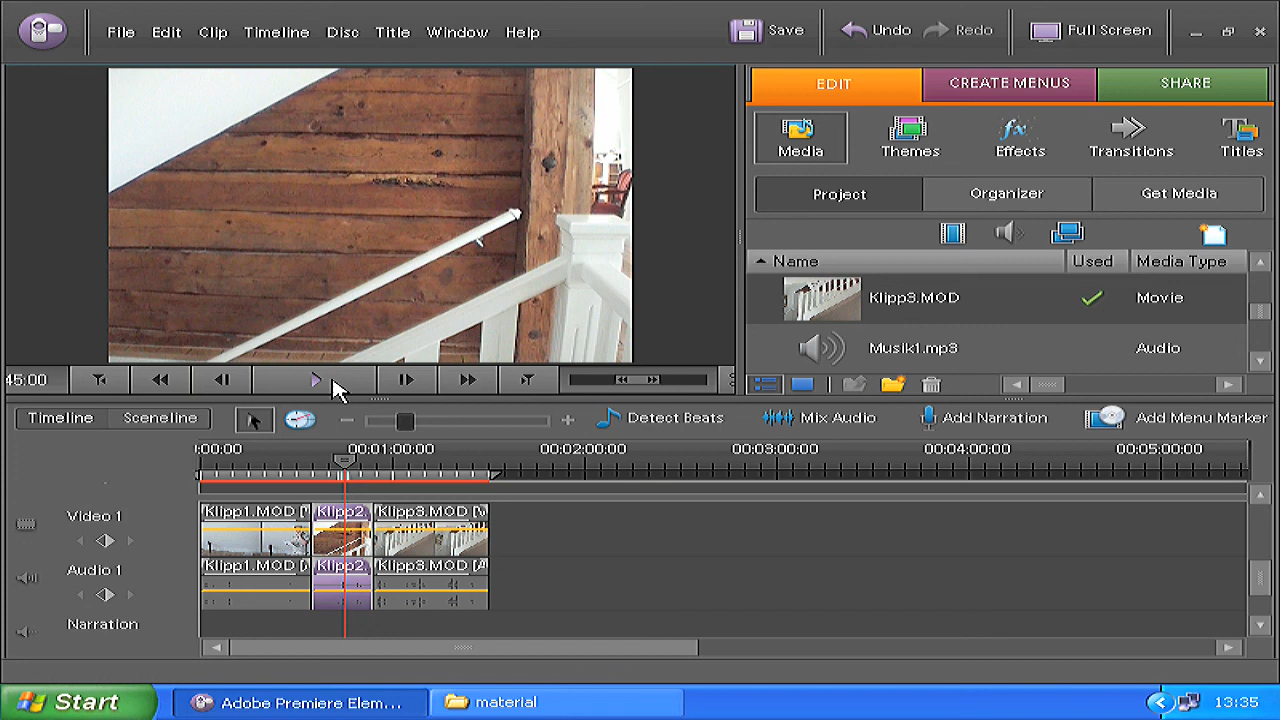 File Edit Clip Timeline Disc Title Window Help Save Undo Redo Full Screen
EDIT CREATE MENUS SHARE
Media Themes Effects Transitions Titles
Project Organizer Get Media
Name Used Media Type
Klipp3.MOD Movie
Musik1.mp3 Audio
45:00
Timeline Sceneline Detect Beats Mix Audio Add Narration Add Menu Marker
:00:00 00:01:00:00 00:02:00:00 00:03:00:00 00:04:00:00 00:05:00:00
Video 1 Klipp1.MOD [V Klipp2. Klipp3.MOD [V
Audio 1 Klipp1.MOD [A Klipp2. Klipp3.MOD [A
Narration
Start Adobe Premiere Elem... material 13:35